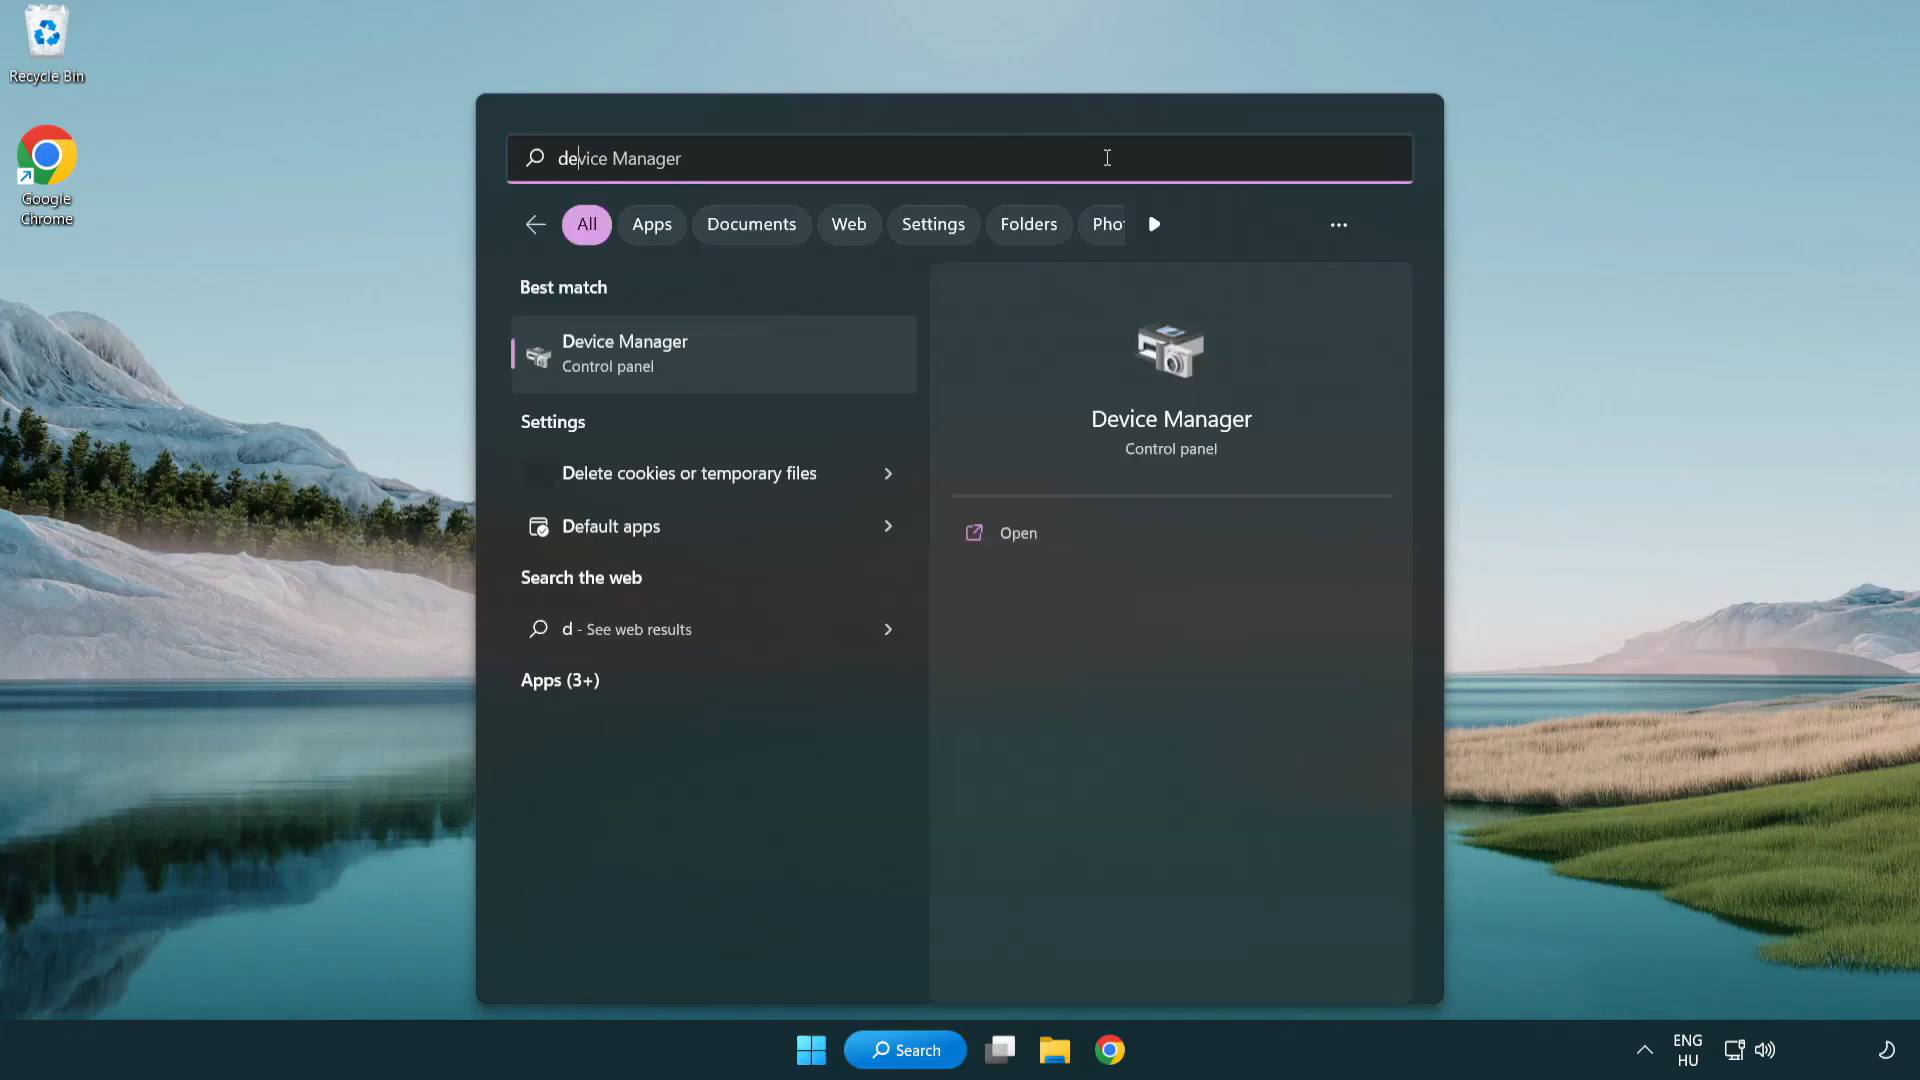 Recycle Bin
Google
Chrome
device Manager
All
Apps
Documents
Web
Settings
Folders
Pho
Best match
Device Manager
Control panel
Settings
Delete cookies or temporary files
Default apps
Search the web
d - See web results
Apps (3+)
Device Manager
Control panel
Open
Search
ENG
HU